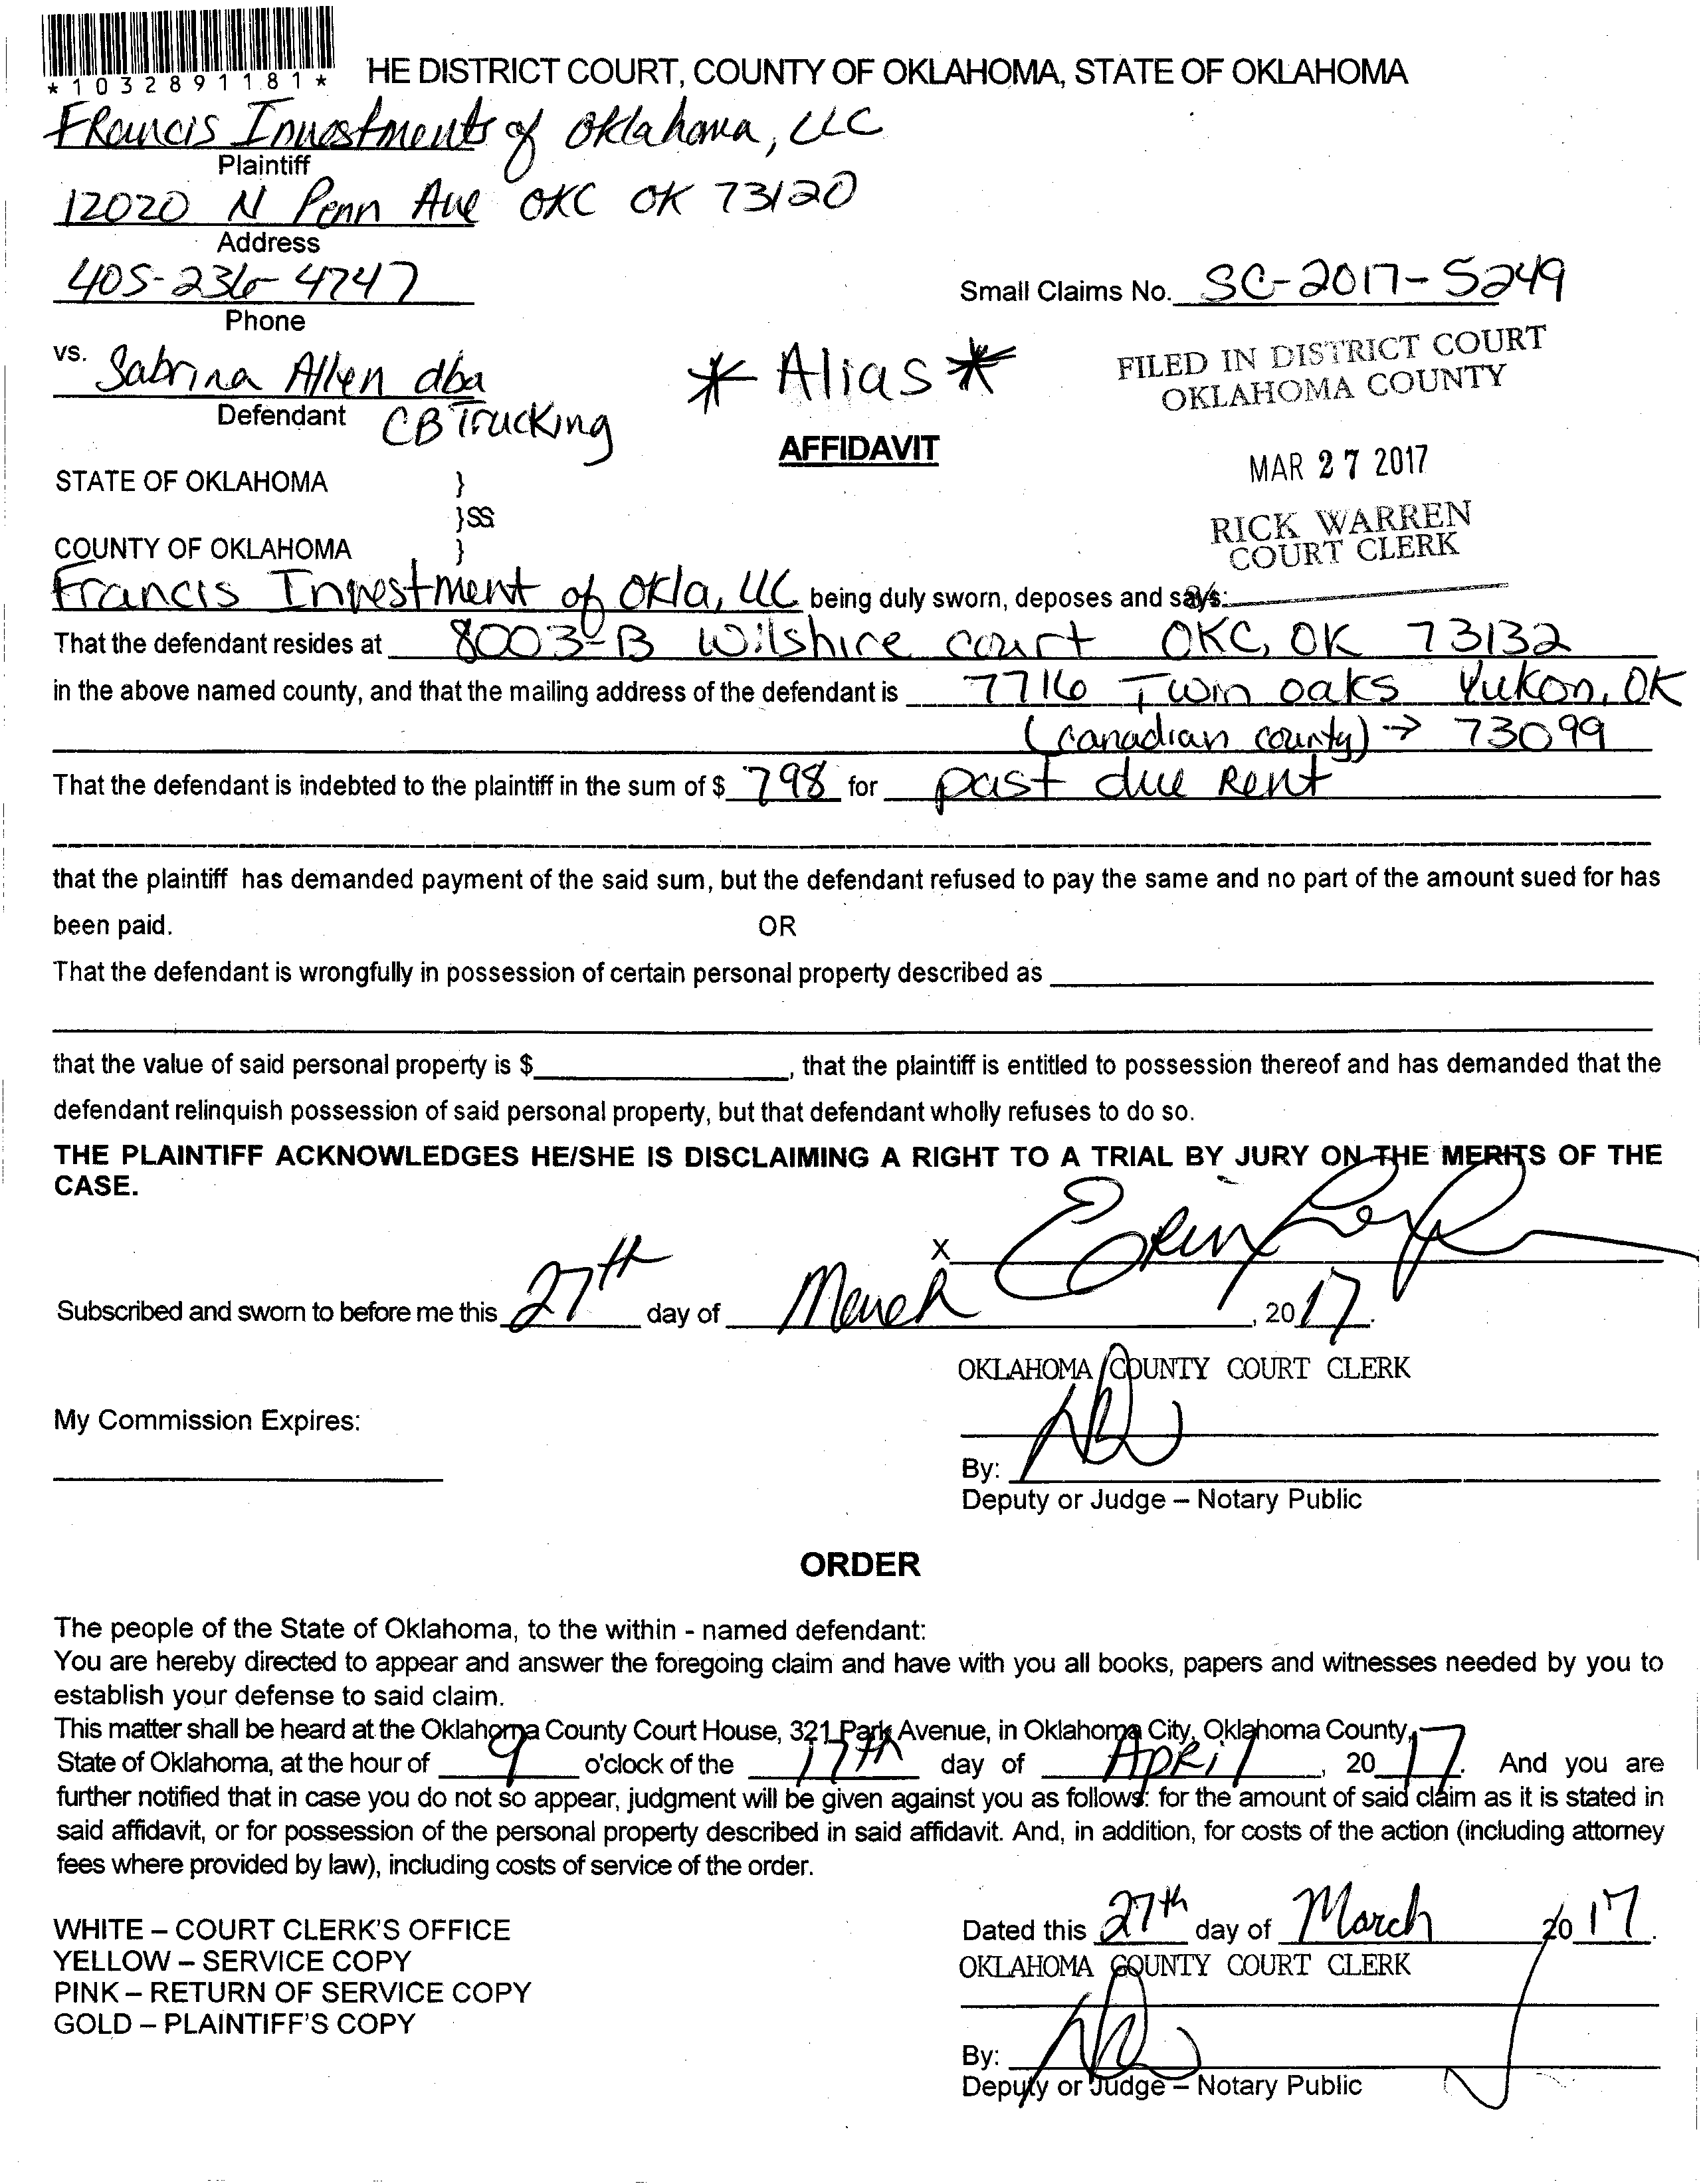 *1032891181*
HE DISTRICT COURT, COUNTY OF OKLAHOMA, STATE OF OKLAHOMA
Francis Investments of Oklahoma, LLC
Plaintiff
12020 N Penn Ave OKC OK 73120
Address
405-236-4747
Phone
Small Claims No. SC-2017-5249
vs. Sabrina Allen dba
Defendant CB Trucking
* Alias *
FILED IN DISTRICT COURT
OKLAHOMA COUNTY
AFFIDAVIT
MAR 27 2017
STATE OF OKLAHOMA }
}SS
RICK WARREN
COURT CLERK
COUNTY OF OKLAHOMA }
Francis Investment of Okla, LLC being duly sworn, deposes and says:
That the defendant resides at 8003-B Wilshire court OKC, OK 73132
in the above named county, and that the mailing address of the defendant is 7716 Twin oaks Yukon, OK
(canadian county) → 73099
That the defendant is indebted to the plaintiff in the sum of $ 798 for past due Rent
that the plaintiff has demanded payment of the said sum, but the defendant refused to pay the same and no part of the amount sued for has
been paid.
OR
That the defendant is wrongfully in possession of certain personal property described as
that the value of said personal property is $ , that the plaintiff is entitled to possession thereof and has demanded that the
defendant relinquish possession of said personal property, but that defendant wholly refuses to do so.
THE PLAINTIFF ACKNOWLEDGES HE/SHE IS DISCLAIMING A RIGHT TO A TRIAL BY JURY ON THE MERITS OF THE
CASE.
X Erin
Subscribed and sworn to before me this 27th day of March , 2017.
OKLAHOMA COUNTY COURT CLERK
My Commission Expires:
By:
Deputy or Judge – Notary Public
ORDER
The people of the State of Oklahoma, to the within - named defendant:
You are hereby directed to appear and answer the foregoing claim and have with you all books, papers and witnesses needed by you to
establish your defense to said claim.
This matter shall be heard at the Oklahoma County Court House, 321 Park Avenue, in Oklahoma City, Oklahoma County,
State of Oklahoma, at the hour of 9 o'clock of the 17th day of April , 2017. And you are
further notified that in case you do not so appear, judgment will be given against you as follows: for the amount of said claim as it is stated in
said affidavit, or for possession of the personal property described in said affidavit. And, in addition, for costs of the action (including attorney
fees where provided by law), including costs of service of the order.
WHITE – COURT CLERK'S OFFICE
YELLOW – SERVICE COPY
PINK – RETURN OF SERVICE COPY
GOLD – PLAINTIFF'S COPY
Dated this 27th day of March 2017.
OKLAHOMA COUNTY COURT CLERK
By:
Deputy or Judge – Notary Public